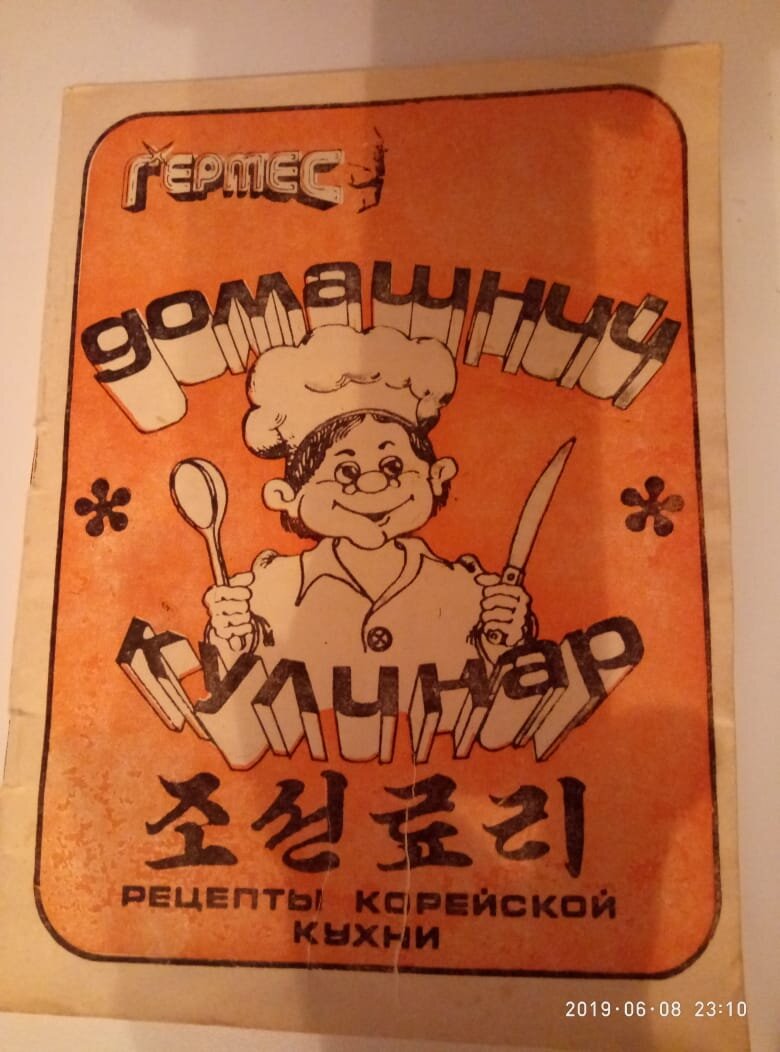 ГЕРМЕС
домашний
кулинар
조선료리
РЕЦЕПТЫ КОРЕЙСКОЙ
КУХНИ
2019·06·08 23:10